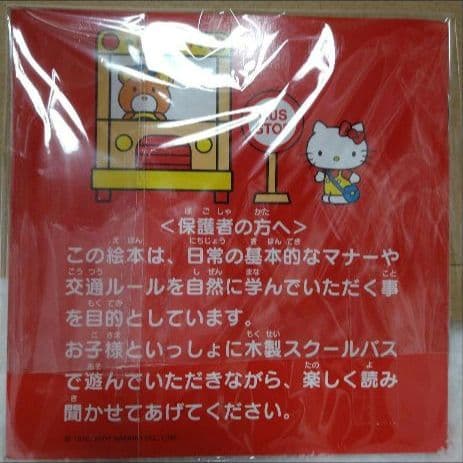 BUS
STOP
<保護者の方へ>
この絵本は、日常の基本的なマナーや
交通ルールを自然に学んでいただく事
を目的としています。
お子様といっしょに木製スクールバス
で遊んでいただきながら、楽しく読み
聞かせてあげてください。